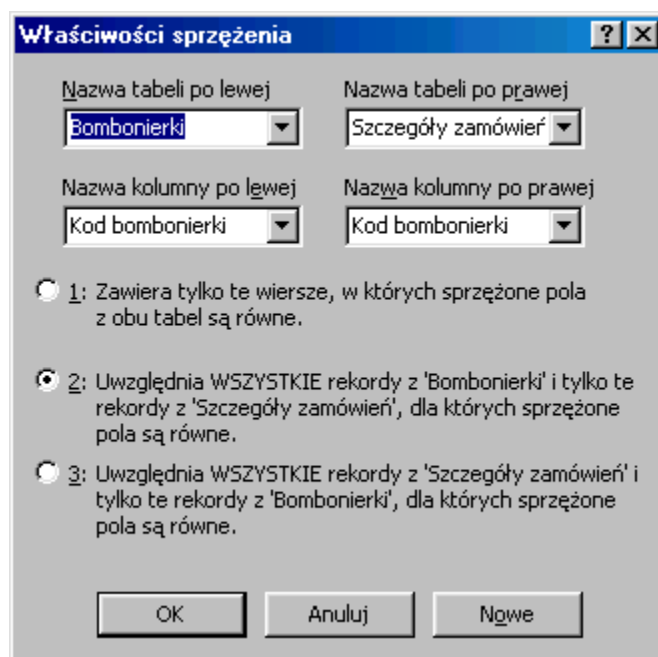 Właściwości sprzężenia
Nazwa tabeli po lewej
Nazwa tabeli po prawej
Bombonierki
Szczegóły zamówień
Nazwa kolumny po lewej
Nazwa kolumny po prawej
Kod bombonierki
Kod bombonierki
1: Zawiera tylko te wiersze, w których sprzężone pola
z obu tabel są równe.
2: Uwzględnia WSZYSTKIE rekordy z 'Bombonierki' i tylko te
rekordy z 'Szczegóły zamówień', dla których sprzężone
pola są równe.
3: Uwzględnia WSZYSTKIE rekordy z 'Szczegóły zamówień' i
tylko te rekordy z 'Bombonierki', dla których sprzężone
pola są równe.
OK
Anuluj
Nowe